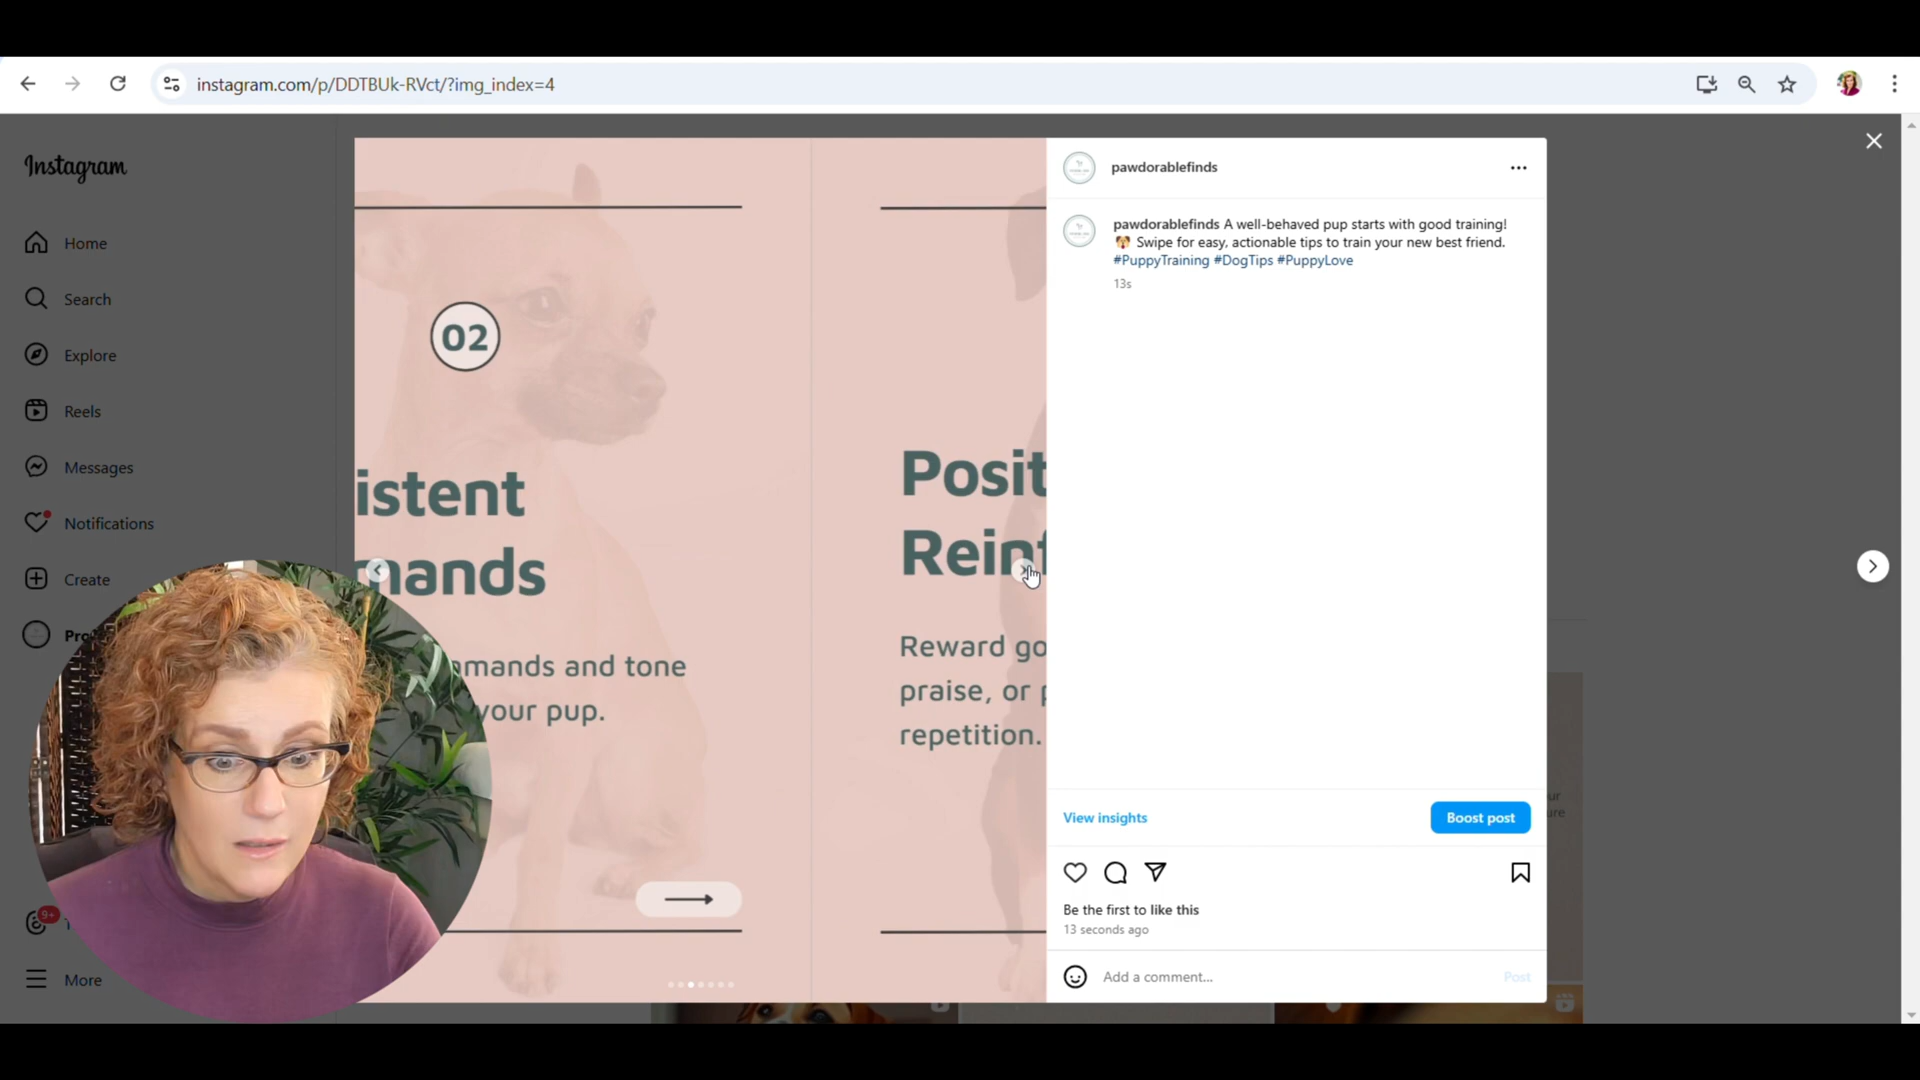 instagram.com/p/DDTBUk-RVct/?img_index=4
Instagram
Home
Search
Explore
Reels
Messages
Notifications
Create
9+
More
02
istent
mands
mands and tone
your pup.
Posit
Reinf
Reward go
praise, or
repetition.
pawdorablefinds
pawdorablefinds A well-behaved pup starts with good training!
🐶 Swipe for easy, actionable tips to train your new best friend.
#PuppyTraining #DogTips #PuppyLove
13s
View insights
Boost post
Be the first to like this
13 seconds ago
Add a comment...
Post